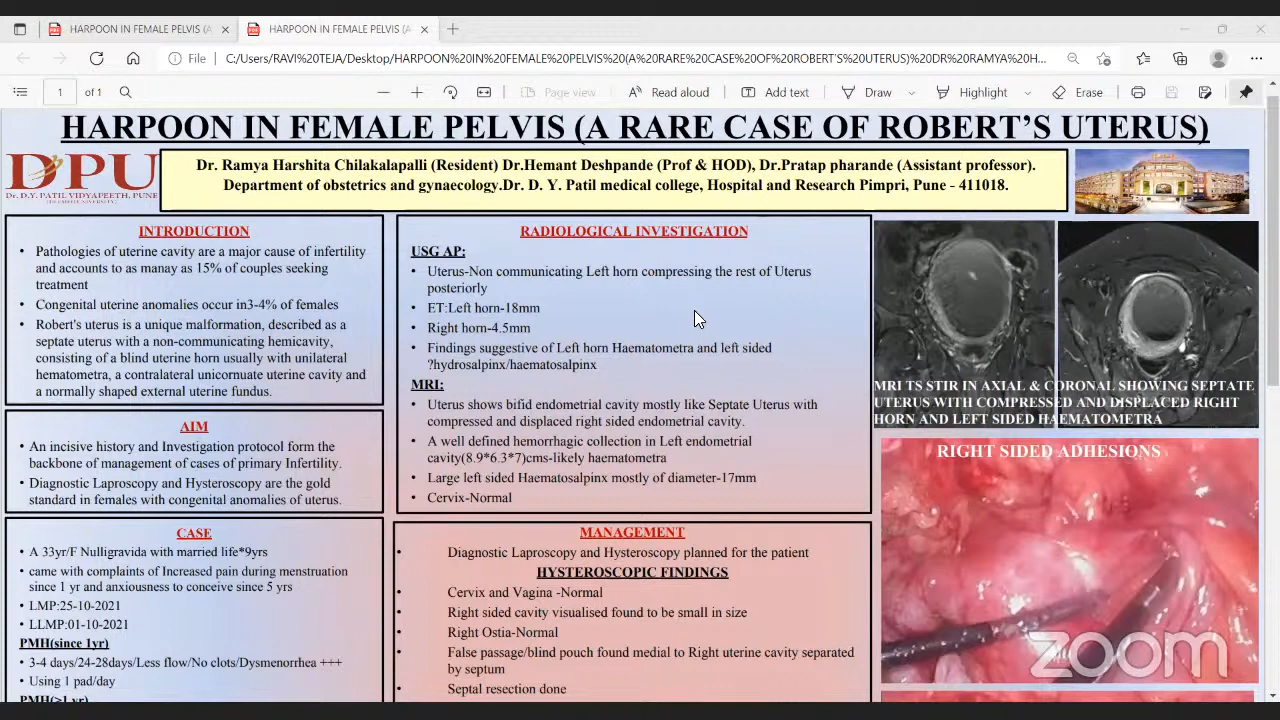 HARPOON IN FEMALE PELVIS (A
HARPOON IN FEMALE PELVIS (A
File
C:/Users/RAVI%20TEJA/Desktop/HARPOON%20IN%20FEMALE%20PELVIS%20(A%20RARE%20CASE%20OF%20ROBERT'S%20UTERUS)%20DR%20RAMYA%20H...
1 of 1
Page view
Read aloud
Add text
Draw
Highlight
Erase
HARPOON IN FEMALE PELVIS (A RARE CASE OF ROBERT'S UTERUS)
DPU
Dr. D.Y. PATIL VIDYAPEETH, PUNE
Dr. Ramya Harshita Chilakalapalli (Resident) Dr.Hemant Deshpande (Prof & HOD), Dr.Pratap pharande (Assistant professor).
Department of obstetrics and gynaecology.Dr. D. Y. Patil medical college, Hospital and Research Pimpri, Pune - 411018.
INTRODUCTION
• Pathologies of uterine cavity are a major cause of infertility
and accounts to as manay as 15% of couples seeking
treatment
• Congenital uterine anomalies occur in3-4% of females
• Robert's uterus is a unique malformation, described as a
septate uterus with a non-communicating hemicavity,
consisting of a blind uterine horn usually with unilateral
hematometra, a contralateral unicornuate uterine cavity and
a normally shaped external uterine fundus.
AIM
• An incisive history and Investigation protocol form the
backbone of management of cases of primary Infertility.
• Diagnostic Laproscopy and Hysteroscopy are the gold
standard in females with congenital anomalies of uterus.
CASE
• A 33yr/F Nulligravida with married life*9yrs
• came with complaints of Increased pain during menstruation
since 1 yr and anxiousness to conceive since 5 yrs
• LMP:25-10-2021
• LLMP:01-10-2021
PMH(since 1yr)
• 3-4 days/24-28days/Less flow/No clots/Dysmenorrhea +++
• Using 1 pad/day
PMH(>1 yr)
RADIOLOGICAL INVESTIGATION
USG AP:
• Uterus-Non communicating Left horn compressing the rest of Uterus
posteriorly
• ET:Left horn-18mm
• Right horn-4.5mm
• Findings suggestive of Left horn Haematometra and left sided
?hydrosalpinx/haematosalpinx
MRI:
• Uterus shows bifid endometrial cavity mostly like Septate Uterus with
compressed and displaced right sided endometrial cavity.
• A well defined hemorrhagic collection in Left endometrial
cavity(8.9*6.3*7)cms-likely haematometra
• Large left sided Haematosalpinx mostly of diameter-17mm
• Cervix-Normal
MANAGEMENT
• Diagnostic Laproscopy and Hysteroscopy planned for the patient
HYSTEROSCOPIC FINDINGS
• Cervix and Vagina -Normal
• Right sided cavity visualised found to be small in size
• Right Ostia-Normal
• False passage/blind pouch found medial to Right uterine cavity separated
by septum
• Septal resection done
MRI TS STIR IN AXIAL & CORONAL SHOWING SEPTATE
UTERUS WITH COMPRESSED AND DISPLACED RIGHT
HORN AND LEFT SIDED HAEMATOMETRA
RIGHT SIDED ADHESIONS
zoom